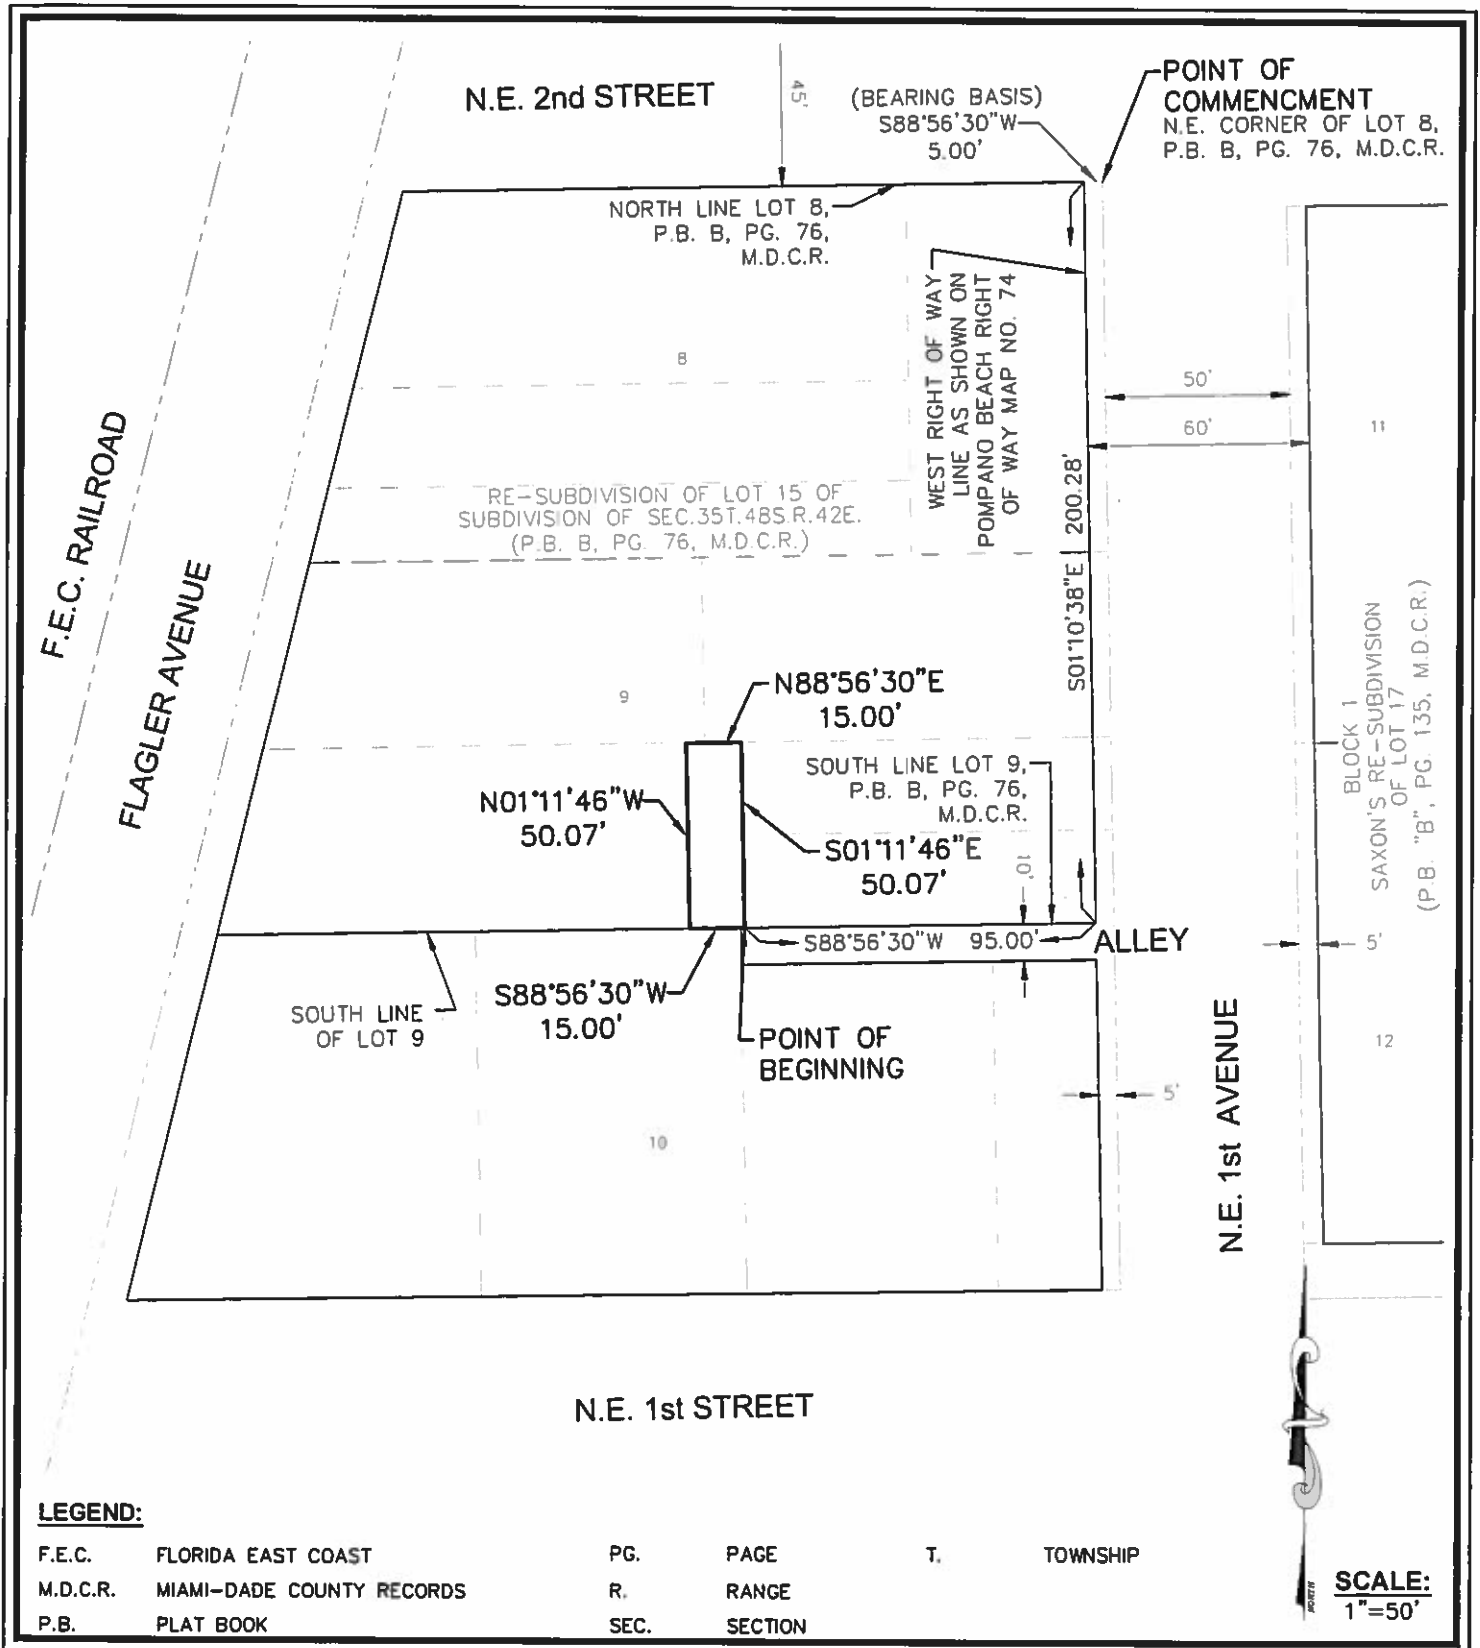 N.E. 2nd STREET
45'
(BEARING BASIS)
S88°56'30"W
5.00'
POINT OF
COMMENCMENT
N.E. CORNER OF LOT 8,
P.B. B, PG. 76, M.D.C.R.
NORTH LINE LOT 8,
P.B. B, PG. 76,
M.D.C.R.
WEST RIGHT OF WAY
LINE AS SHOWN ON
POMPANO BEACH RIGHT
OF WAY MAP NO. 74
8
50'
60'
11
F.E.C. RAILROAD
FLAGLER AVENUE
RE-SUBDIVISION OF LOT 15 OF
SUBDIVISION OF SEC.35T.48S.R.42E.
(P.B. B, PG. 76, M.D.C.R.)
S01°10'38"E 200.28'
BLOCK 1
SAXON'S RE-SUBDIVISION
OF LOT 17
(P.B. "B", PG. 135, M.D.C.R.)
9
N88°56'30"E
15.00'
SOUTH LINE LOT 9,
P.B. B, PG. 76,
M.D.C.R.
N01°11'46"W
50.07'
S01°11'46"E
50.07'
10'
S88°56'30"W 95.00'
ALLEY
5'
S88°56'30"W
15.00'
SOUTH LINE
OF LOT 9
POINT OF
BEGINNING
12
5'
10
N.E. 1st AVENUE
N.E. 1st STREET
LEGEND:
F.E.C. FLORIDA EAST COAST PG. PAGE T. TOWNSHIP
M.D.C.R. MIAMI-DADE COUNTY RECORDS R. RANGE
P.B. PLAT BOOK SEC. SECTION
NORTH
SCALE:
1"=50'